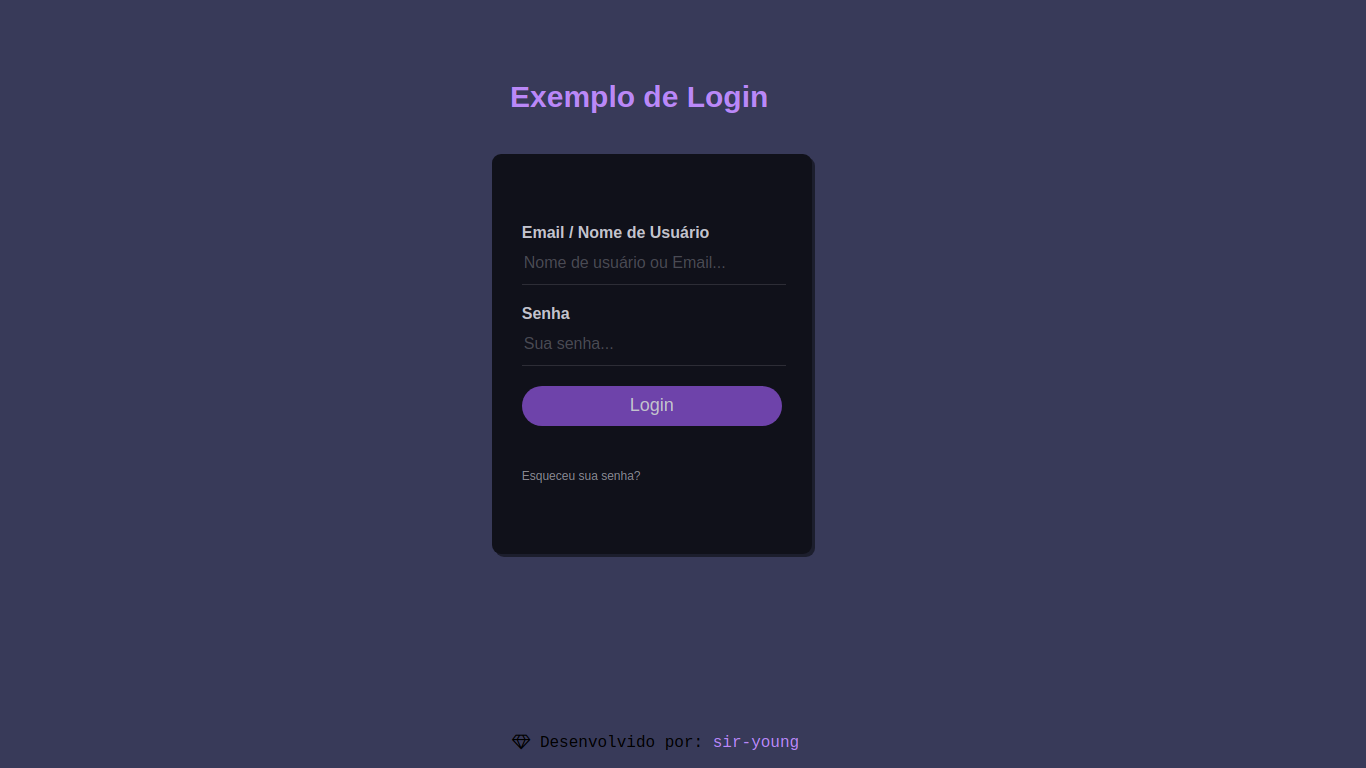 Exemplo de Login
Email / Nome de Usuário
Nome de usuário ou Email...
Senha
Sua senha...
Login
Esqueceu sua senha?
Desenvolvido por: sir-young